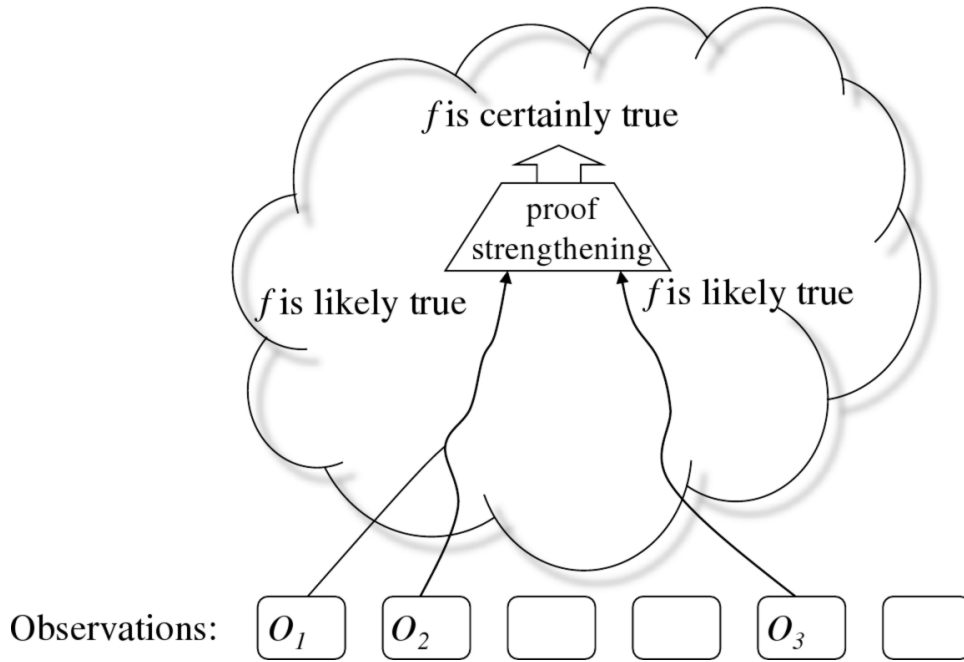 f is certainly true
proof
strengthening
f is likely true
f is likely true
Observations: O1 O2 O3